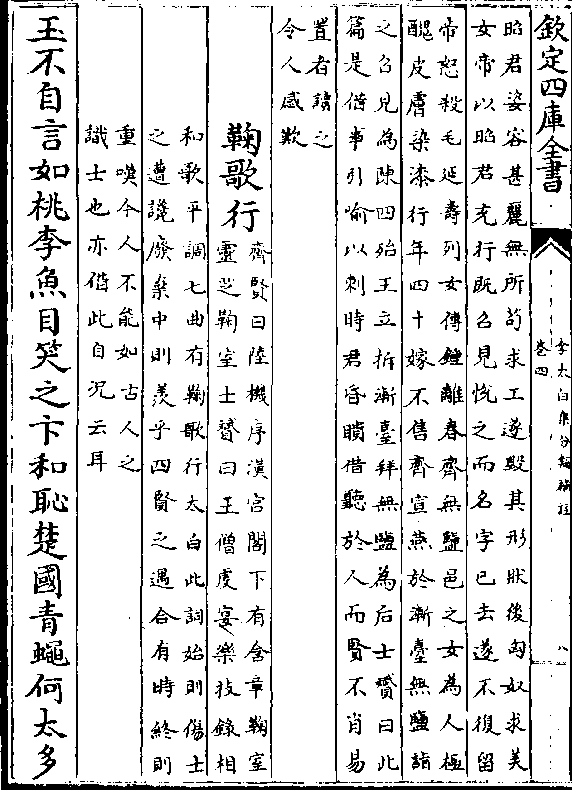 欽定四庫全書
李太白集分類補註
卷四
八
昭君姿容甚麗無所苟求工遂毀其形狀後匈奴求美
女帝以昭君充行既召見悅之而名字已去遂不復留
帝怒殺毛延壽列女傳鍾離春齊無鹽邑之女為人極
醜皮膚染漆行年四十嫁不售齊宣燕於漸臺無鹽詣
之召見為陳四殆王立拆漸臺拜無鹽為后士贇曰此
篇是借事引喻以刺時君昏聵借聽於人而賢不肖易
置者讀之
令人感歎
鞠歌行
齊賢曰陸機序漢宮閣下有含章鞠室
靈芝鞠室士贇曰王僧虔宴樂技錄相
和歌平調七曲有鞠歌行太白此詞始則傷士
之遭讒廢棄中則羨乎四賢之遇合有時終則
重嘆今人不能如古人之
識士也亦借此自況云耳
玉不自言如桃李魚目笑之卞和恥楚國青蠅何太多